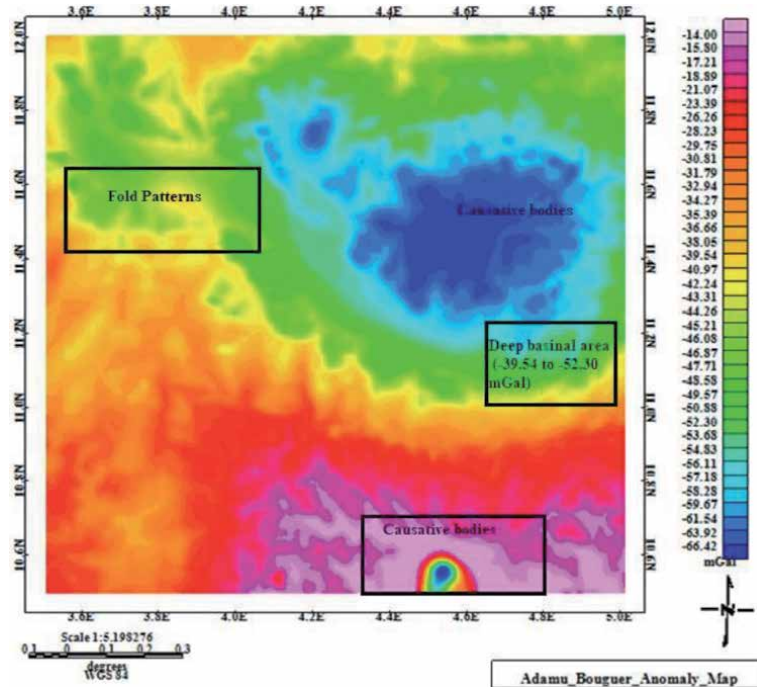 3.6E 3.8E 4.0E 4.2E 4.4E 4.6E 4.8E 5.0E
12.0N 12.0N
11.8N 11.8N
11.6N 11.6N
11.4N 11.4N
11.2N 11.2N
11.0N 11.0N
10.8N 10.8N
10.6N 10.6N
Fold Patterns
Causative bodies
Deep basinal area
(-39.54 to -52.30
mGal)
Causative bodies
3.6E 3.8E 4.0E 4.2E 4.4E 4.6E 4.8E 5.0E
-14.00
-15.80
-17.21
-18.89
-21.07
-23.39
-26.26
-28.23
-29.75
-30.81
-31.79
-32.94
-34.27
-35.39
-36.66
-38.05
-39.54
-40.97
-42.24
-43.31
-44.26
-45.21
-46.08
-46.87
-47.71
-48.58
-49.67
-50.88
-52.30
-53.68
-54.83
-56.11
-57.18
-58.28
-59.67
-61.54
-63.92
-66.42
mGal
N
Scale 1:5.198276
0.1 0 0.1 0.2 0.3
degrees
WGS 84
Adamu_Bouguer_Anomaly_Map